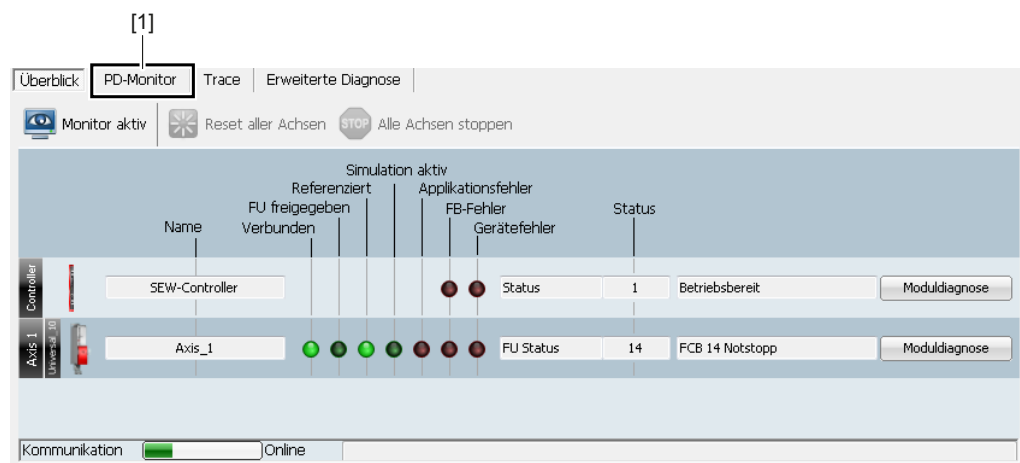 [1]
Überblick PD-Monitor Trace Erweiterte Diagnose
Monitor aktiv Reset aller Achsen STOP Alle Achsen stoppen
Simulation aktiv
Referenziert Applikationsfehler
FU freigegeben FB-Fehler Status
Name Verbunden Gerätefehler
Controller SEW-Controller Status 1 Betriebsbereit Moduldiagnose
Axis 1 Universal_10 Axis_1 FU Status 14 FCB 14 Notstopp Moduldiagnose
Kommunikation Online